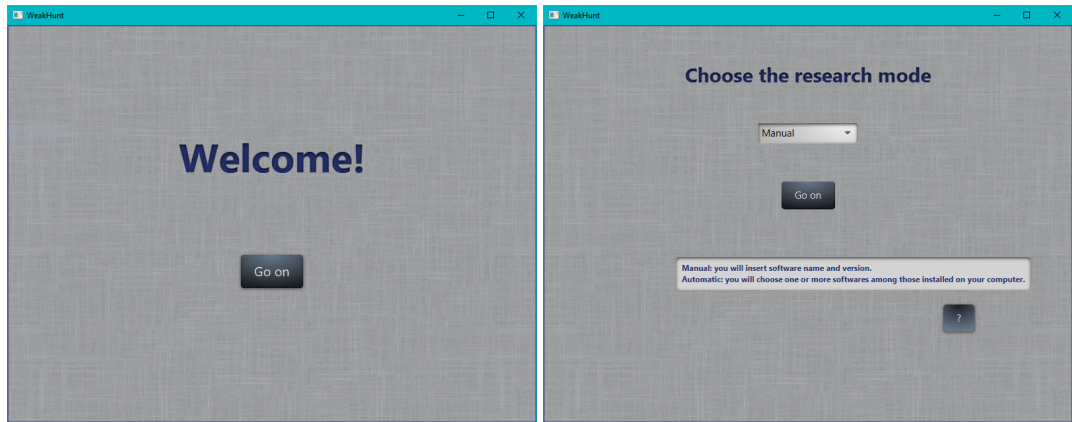 WeakHunt
Welcome!
Go on
WeakHunt
Choose the research mode
Manual
Go on
Manual: you will insert software name and version.
Automatic: you will choose one or more softwares among those installed on your computer.
?